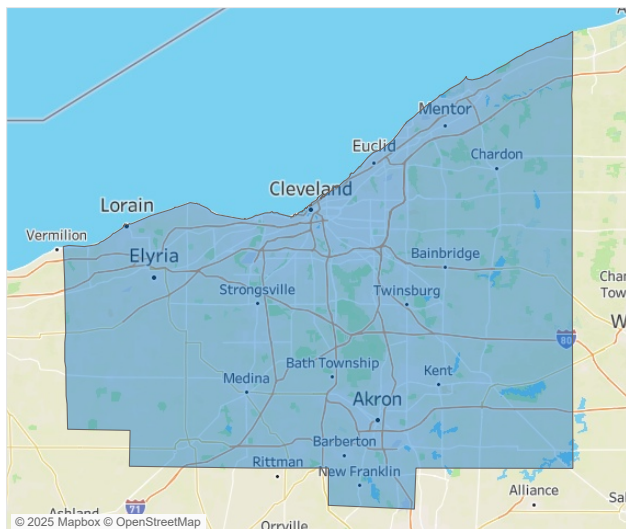 Mentor
Euclid
Chardon
Cleveland
Lorain
Vermilion
Elyria
Bainbridge
Strongsville
Twinsburg
80
Bath Township
Kent
Medina
Akron
Barberton
Rittman
New Franklin
Alliance
Ashland
71
Orrville
© 2025 Mapbox © OpenStreetMap